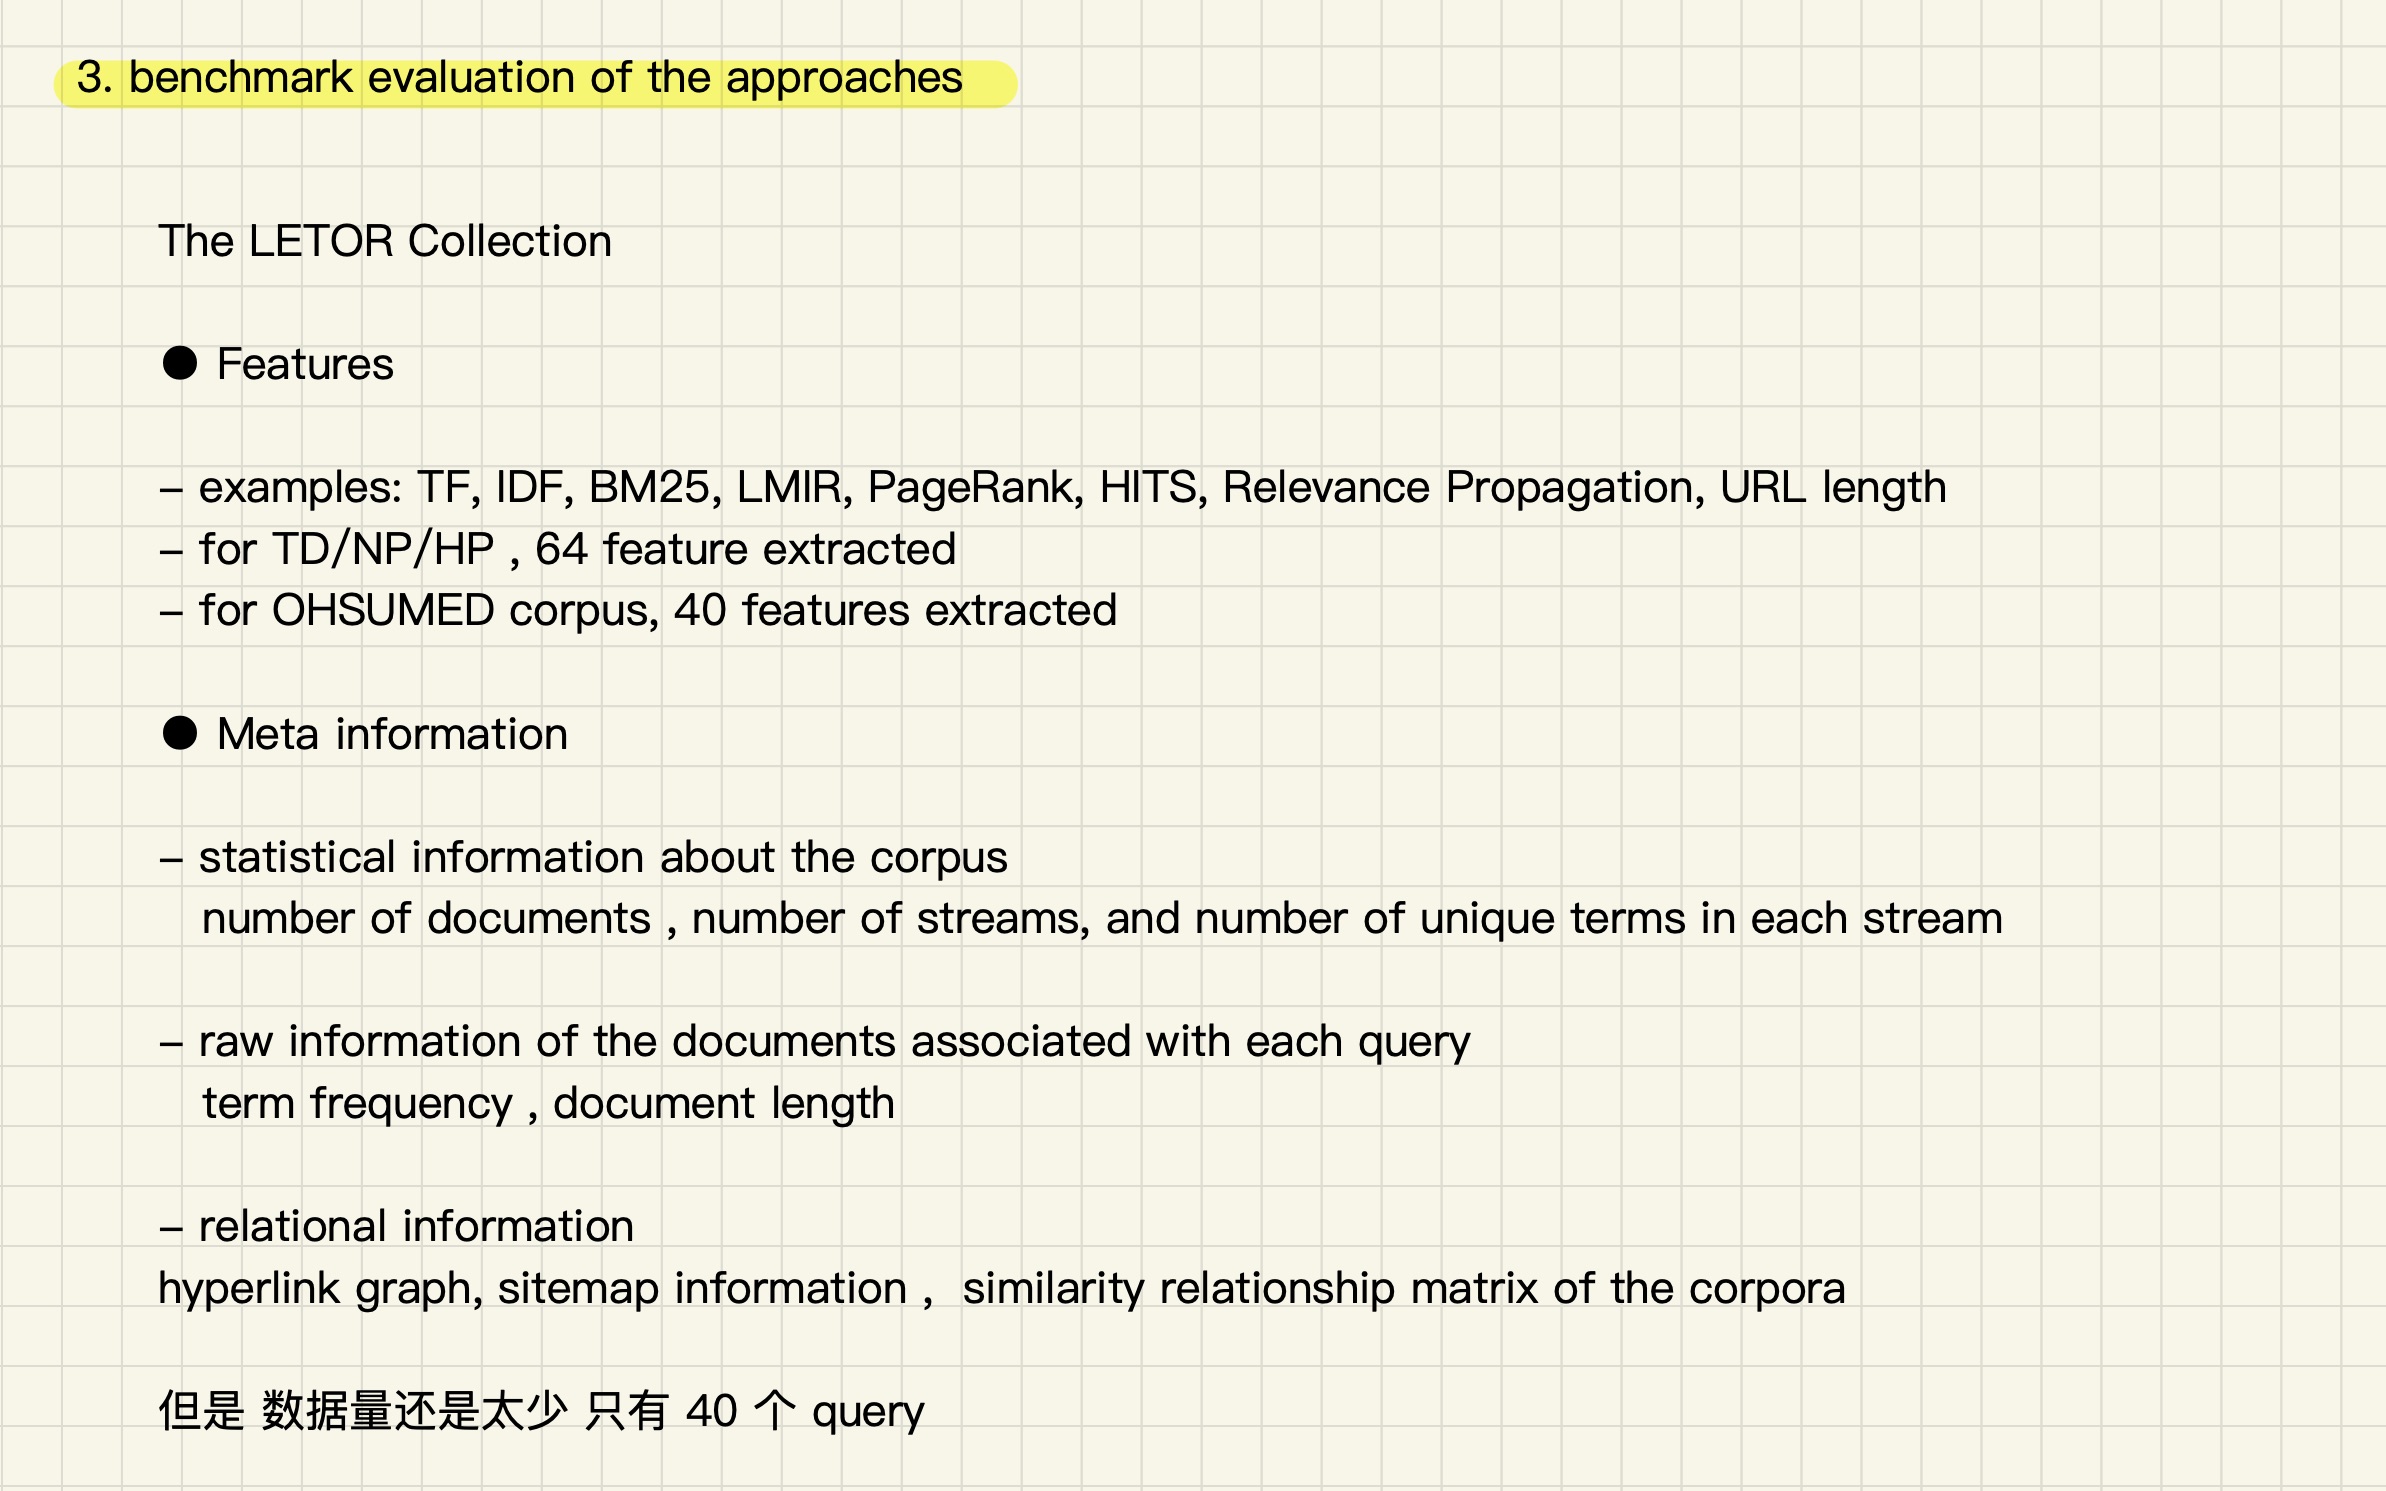 3. benchmark evaluation of the approaches
The LETOR Collection
● Features
– examples: TF, IDF, BM25, LMIR, PageRank, HITS, Relevance Propagation, URL length
– for TD/NP/HP , 64 feature extracted
– for OHSUMED corpus, 40 features extracted
● Meta information
– statistical information about the corpus
number of documents , number of streams, and number of unique terms in each stream
– raw information of the documents associated with each query
term frequency , document length
– relational information
hyperlink graph, sitemap information ,  similarity relationship matrix of the corpora
但是 数据量还是太少 只有 40 个 query